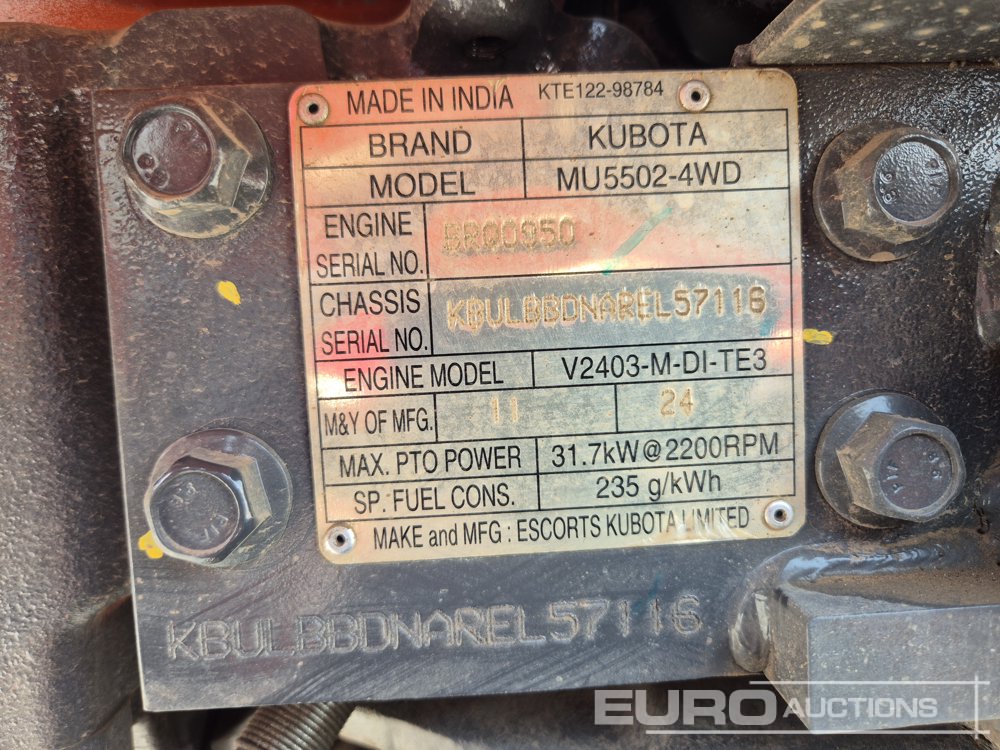 MADE IN INDIA KTE122-98784
BRAND KUBOTA
MODEL MU5502-4WD
ENGINE
SERIAL NO.
CHASSIS
SERIAL NO. KBULBBDNAREL57116
ENGINE MODEL V2403-M-DI-TE3
M&Y OF MFG. 11 24
MAX. PTO POWER 31.7kW@2200RPM
SP. FUEL CONS. 235 g/kWh
MAKE and MFG : ESCORTS KUBOTA LIMITED
KBULBBDNAREL57116
EURO AUCTIONS